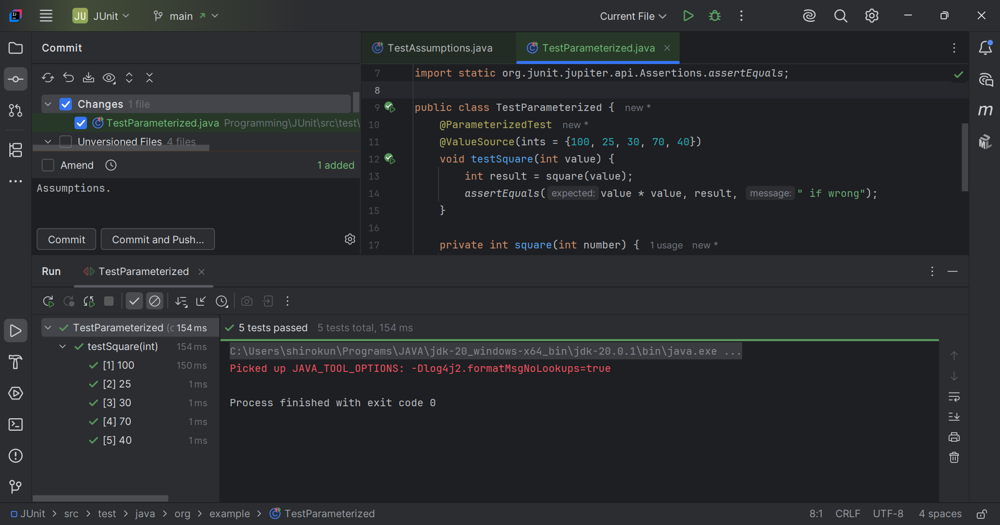 JU JUnit main Current File
Commit
Changes 1 file
TestParameterized.java Programming\JUnit\src\test\
Unversioned Files 4 files
Amend 1 added
Assumptions.
Commit Commit and Push...
TestAssumptions.java TestParameterized.java
7 import static org.junit.jupiter.api.Assertions.assertEquals;
8
9 public class TestParameterized { new *
10 @ParameterizedTest new *
11 @ValueSource(ints = {100, 25, 30, 70, 40})
12 void testSquare(int value) {
13 int result = square(value);
14 assertEquals( expected: value * value, result, message: " if wrong");
15 }
16
17 private int square(int number) { 1 usage new *
Run TestParameterized
TestParameterized (c 154 ms
testSquare(int) 154 ms
[1] 100 150 ms
[2] 25 1 ms
[3] 30 1 ms
[4] 70 1 ms
[5] 40 1 ms
5 tests passed 5 tests total, 154 ms
C:\Users\shirokun\Programs\JAVA\jdk-20_windows-x64_bin\jdk-20.0.1\bin\java.exe ...
Picked up JAVA_TOOL_OPTIONS: -Dlog4j2.formatMsgNoLookups=true
Process finished with exit code 0
m
ML
JUnit > src > test > java > org > example > TestParameterized 8:1 CRLF UTF-8 4 spaces